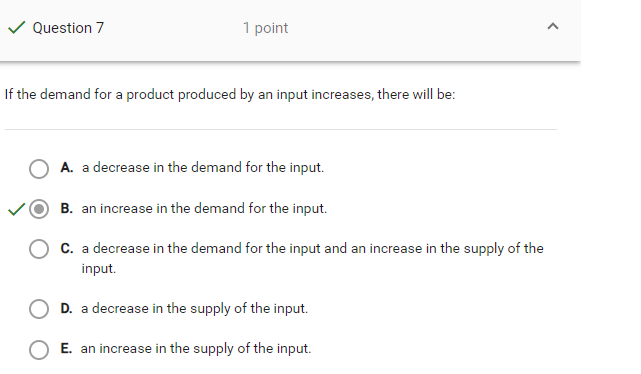 Question 7 1 point
If the demand for a product produced by an input increases, there will be:
A. a decrease in the demand for the input.
B. an increase in the demand for the input.
C. a decrease in the demand for the input and an increase in the supply of the
input.
D. a decrease in the supply of the input.
E. an increase in the supply of the input.